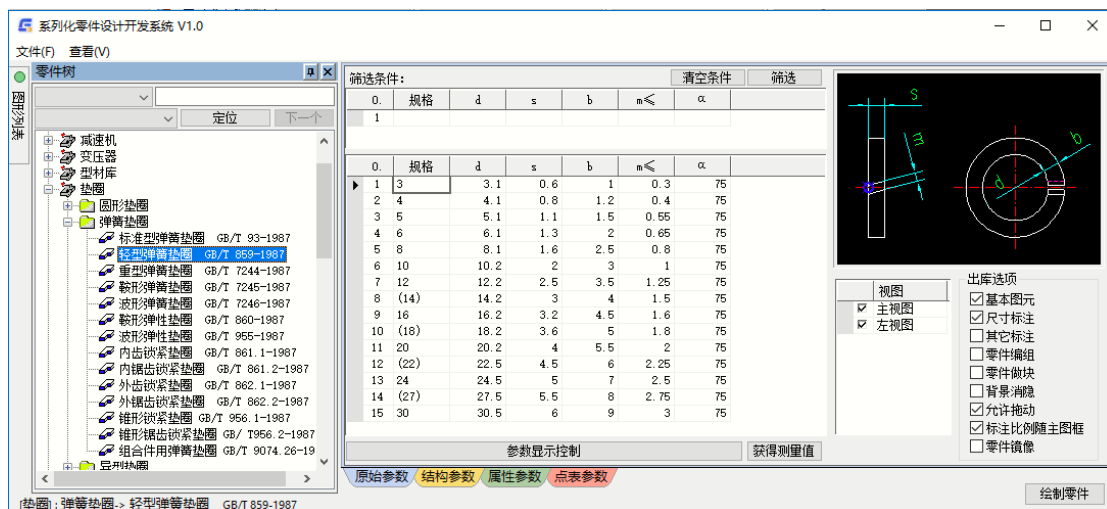 系列化零件设计开发系统 V1.0
文件(F) 查看(V)
图形列表
零件树
定位 下一个
减速机
变压器
型材库
垫圈
圆形垫圈
弹簧垫圈
标准型弹簧垫圈 GB/T 93-1987
轻型弹簧垫圈 GB/T 859-1987
重型弹簧垫圈 GB/T 7244-1987
鞍形弹簧垫圈 GB/T 7245-1987
波形弹簧垫圈 GB/T 7246-1987
鞍形弹性垫圈 GB/T 860-1987
波形弹性垫圈 GB/T 955-1987
内齿锁紧垫圈 GB/T 861.1-1987
内锯齿锁紧垫圈 GB/T 861.2-1987
外齿锁紧垫圈 GB/T 862.1-1987
外锯齿锁紧垫圈 GB/T 862.2-1987
锥形锁紧垫圈 GB/T 956.1-1987
锥形锯齿锁紧垫圈 GB/ T956.2-1987
组合件用弹簧垫圈 GB/T 9074.26-19
异型垫圈
筛选条件: 清空条件 筛选
0. 规格 d s b m≤ α
1
0. 规格 d s b m≤ α
1 3 3.1 0.6 1 0.3 75
2 4 4.1 0.8 1.2 0.4 75
3 5 5.1 1.1 1.5 0.55 75
4 6 6.1 1.3 2 0.65 75
5 8 8.1 1.6 2.5 0.8 75
6 10 10.2 2 3 1 75
7 12 12.2 2.5 3.5 1.25 75
8 (14) 14.2 3 4 1.5 75
9 16 16.2 3.2 4.5 1.6 75
10 (18) 18.2 3.6 5 1.8 75
11 20 20.2 4 5.5 2 75
12 (22) 22.5 4.5 6 2.25 75
13 24 24.5 5 7 2.5 75
14 (27) 27.5 5.5 8 2.75 75
15 30 30.5 6 9 3 75
参数显示控制 获得测量值
原始参数 结构参数 属性参数 点表参数
S
m
b
d
视图
主视图
左视图
出库选项
基本图元
尺寸标注
其它标注
零件编组
零件做块
背景消隐
允许拖动
标注比例随主图框
零件镜像
绘制零件
[垫圈]: 弹簧垫圈-> 轻型弹簧垫圈 GB/T 859-1987